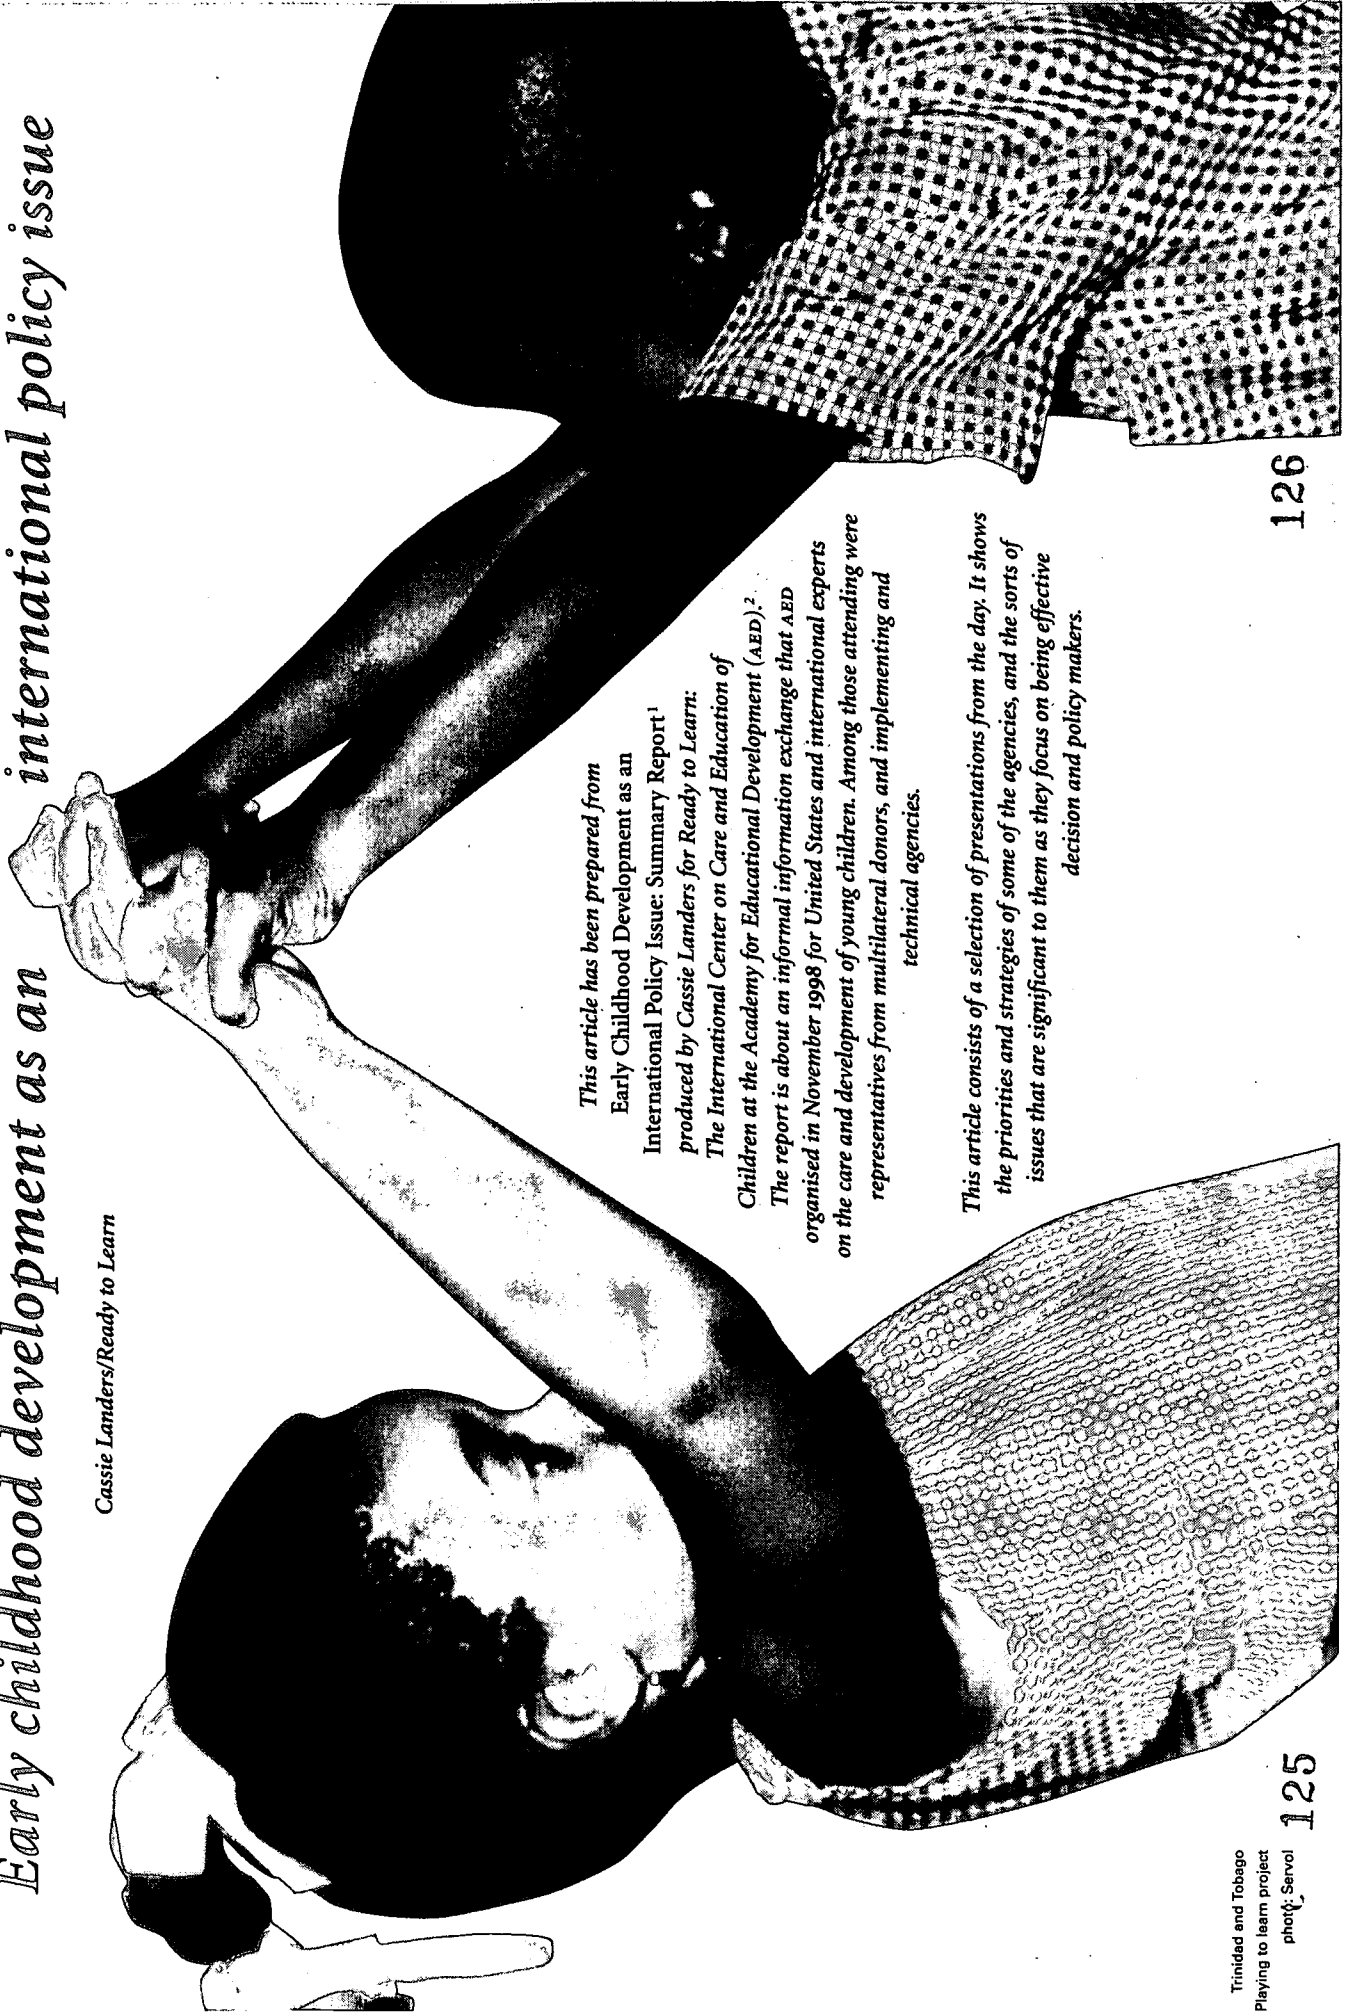 Early childhood development as an international policy issue
Cassie Landers/Ready to Learn
This article has been prepared from
Early Childhood Development as an
International Policy Issue: Summary Report¹
produced by Cassie Landers for Ready to Learn:
The International Center on Care and Education of
Children at the Academy for Educational Development (AED).²
The report is about an informal information exchange that AED
organised in November 1998 for United States and international experts
on the care and development of young children. Among those attending were
representatives from multilateral donors, and implementing and
technical agencies.
This article consists of a selection of presentations from the day. It shows
the priorities and strategies of some of the agencies, and the sorts of
issues that are significant to them as they focus on being effective
decision and policy makers.
Trinidad and Tobago
Playing to learn project
photo: Servol
125
126